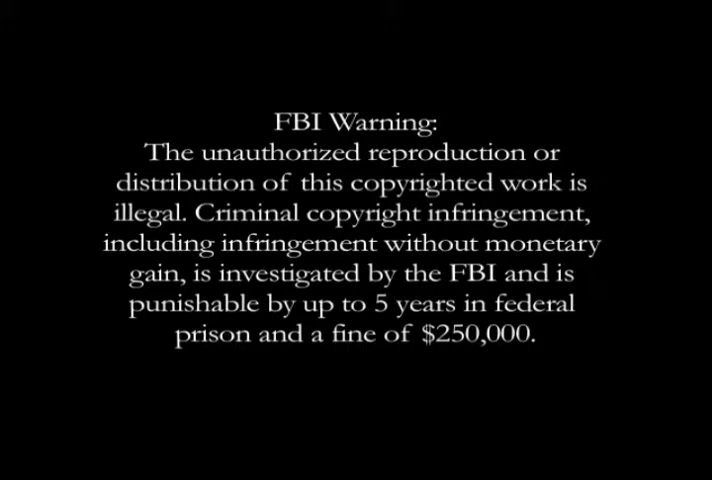 FBI Warning:
The unauthorized reproduction or
distribution of this copyrighted work is
illegal. Criminal copyright infringement,
including infringement without monetary
gain, is investigated by the FBI and is
punishable by up to 5 years in federal
prison and a fine of $250,000.